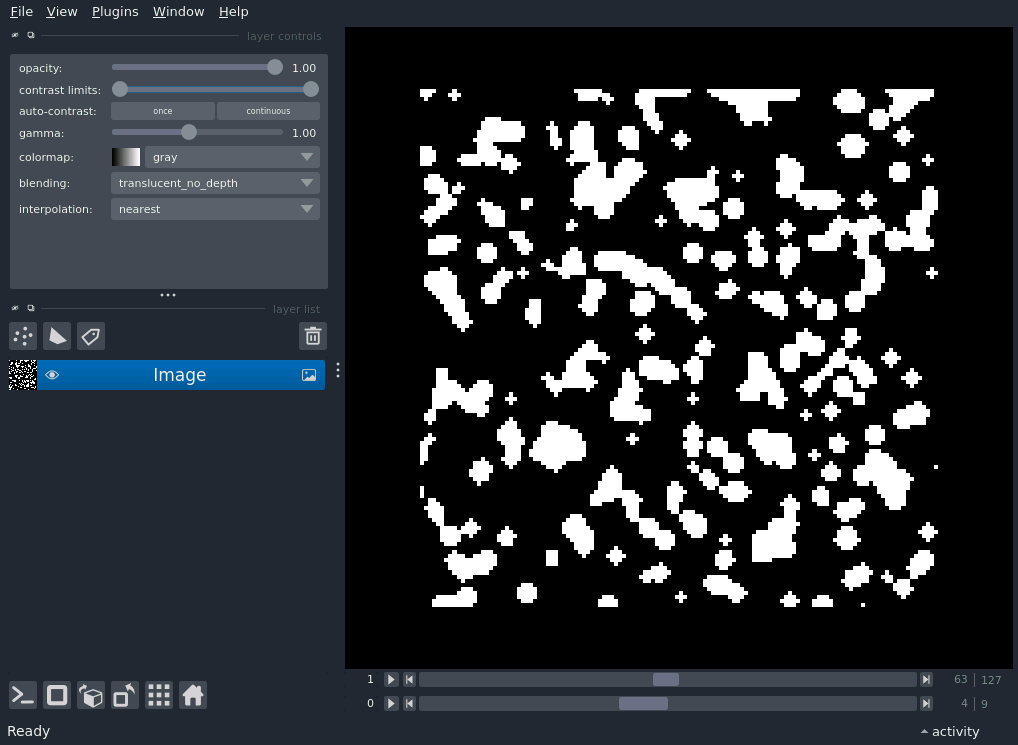 File View Plugins Window Help
layer controls
opacity: 1.00
contrast limits:
auto-contrast: once continuous
gamma: 1.00
colormap: gray
blending: translucent_no_depth
interpolation: nearest
layer list
Image
1 63 127
0 4 9
Ready activity